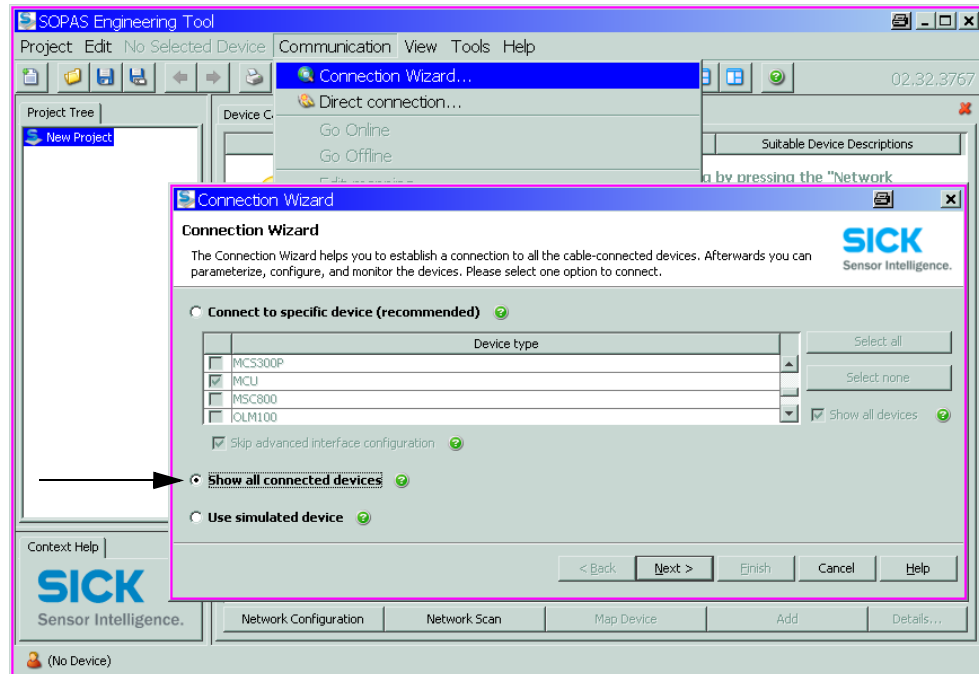 SOPAS Engineering Tool
Project Edit No Selected Device Communication View Tools Help
Connection Wizard...
02.32.3767
Direct connection...
Project Tree
New Project
Go Online
Suitable Device Descriptions
Go Offline
by pressing the "Network
Connection Wizard
Connection Wizard
The Connection Wizard helps you to establish a connection to all the cable-connected devices. Afterwards you can
parameterize, configure, and monitor the devices. Please select one option to connect.
SICK
Sensor Intelligence.
Connect to specific device (recommended)
Device type
Select all
MCS300P
MCU
Select none
MSC800
OLM100
Show all devices
Skip advanced interface configuration
Show all connected devices
Use simulated device
Context Help
< Back Next > Finish Cancel Help
SICK
Sensor Intelligence.
Network Configuration Network Scan Map Device Add Details...
(No Device)